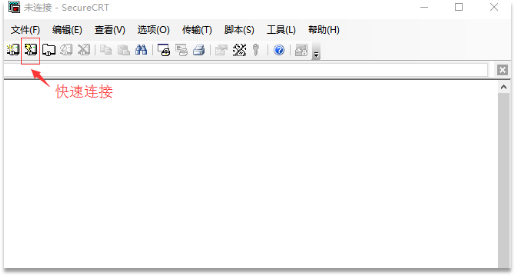 未连接 - SecureCRT
文件(F) 编辑(E) 查看(V) 选项(O) 传输(T) 脚本(S) 工具(L) 帮助(H)
快速连接